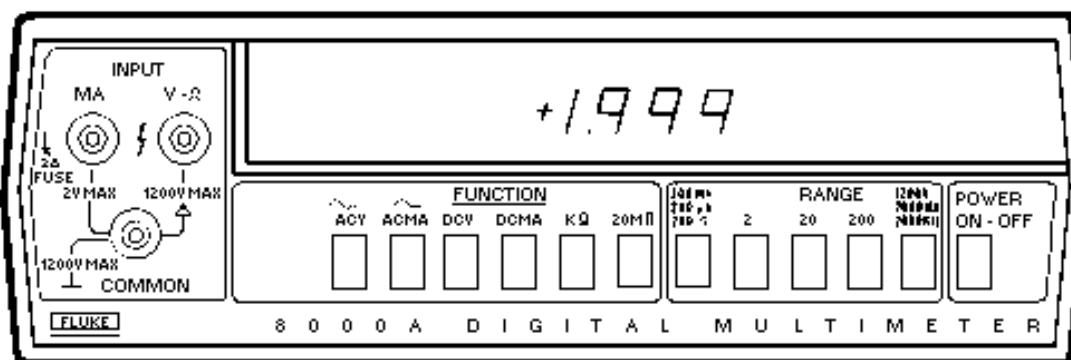 INPUT
MA V-Ω
2A
FUSE
2V MAX 1200V MAX
1200V MAX
COMMON
+1.999
FUNCTION
ACV ACMA DCV DCMA KΩ 20MΩ
RANGE
2 20 200
POWER
ON - OFF
FLUKE
8000A DIGITAL MULTIMETER